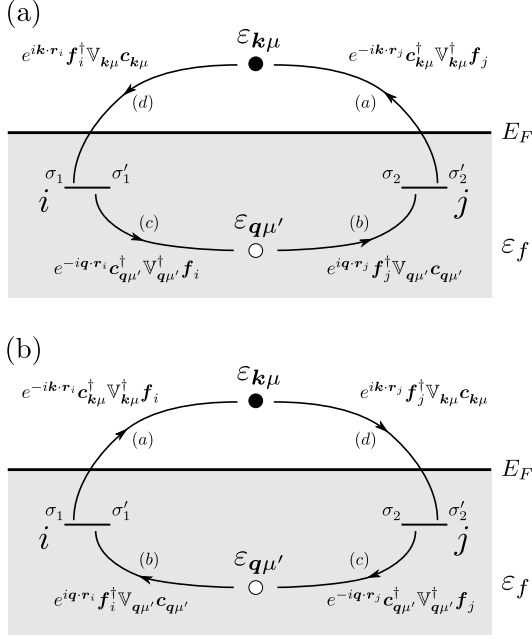 (a)
ε_{kμ}
e^{ik·r_i} f_i^† 𝕍_{kμ} c_{kμ}
e^{−ik·r_j} c_{kμ}^† 𝕍_{kμ}^† f_j
(d)
(a)
E_F
σ_1 σ′_1
σ_2 σ′_2
i
j
(c)
(b)
ε_{qμ′}
ε_f
e^{−iq·r_i} c_{qμ′}^† 𝕍_{qμ′}^† f_i
e^{iq·r_j} f_j^† 𝕍_{qμ′} c_{qμ′}
(b)
ε_{kμ}
e^{−ik·r_i} c_{kμ}^† 𝕍_{kμ}^† f_i
e^{ik·r_j} f_j^† 𝕍_{kμ} c_{kμ}
(a)
(d)
E_F
σ_1 σ′_1
σ_2 σ′_2
i
j
(b)
(c)
ε_{qμ′}
ε_f
e^{iq·r_i} f_i^† 𝕍_{qμ′} c_{qμ′}
e^{−iq·r_j} c_{qμ′}^† 𝕍_{qμ′}^† f_j